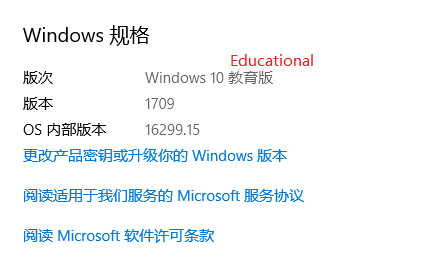 Windows 规格
Educational
版次 Windows 10 教育版
版本 1709
OS 内部版本 16299.15
更改产品密钥或升级你的 Windows 版本
阅读适用于我们服务的 Microsoft 服务协议
阅读 Microsoft 软件许可条款